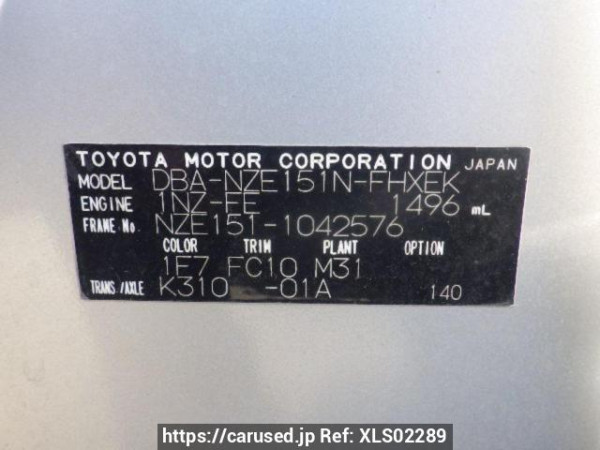 TOYOTA MOTOR CORPORATION JAPAN
MODEL DBA-NZE151N-FHXEK
ENGINE 1NZ-FE 1496 mL
FRAME No. NZE151-1042576
COLOR TRIM PLANT OPTION
1E7 FC10 M31
TRANS/AXLE K310 -01A 140
https://carused.jp Ref: XLS02289